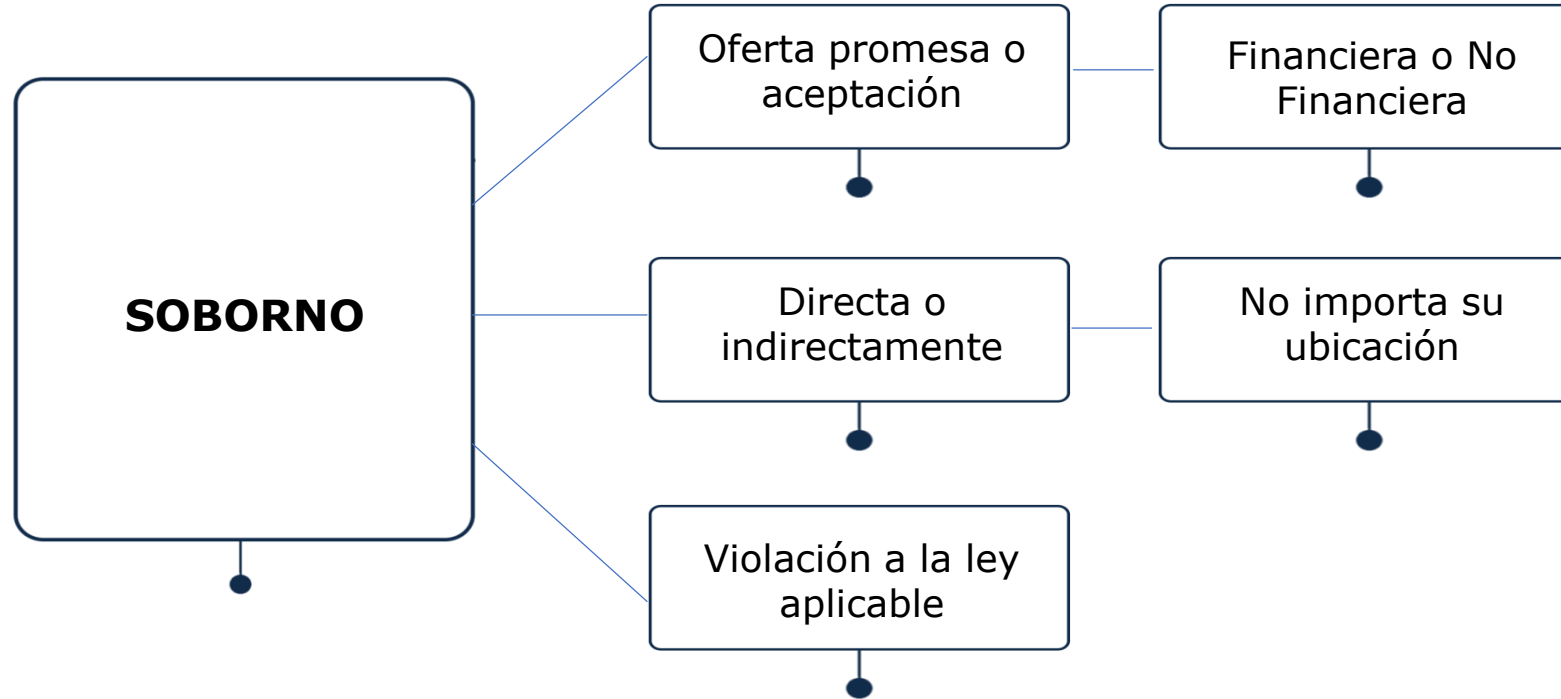 SOBORNO
Oferta promesa o
aceptación
Financiera o No
Financiera
Directa o
indirectamente
No importa su
ubicación
Violación a la ley
aplicable